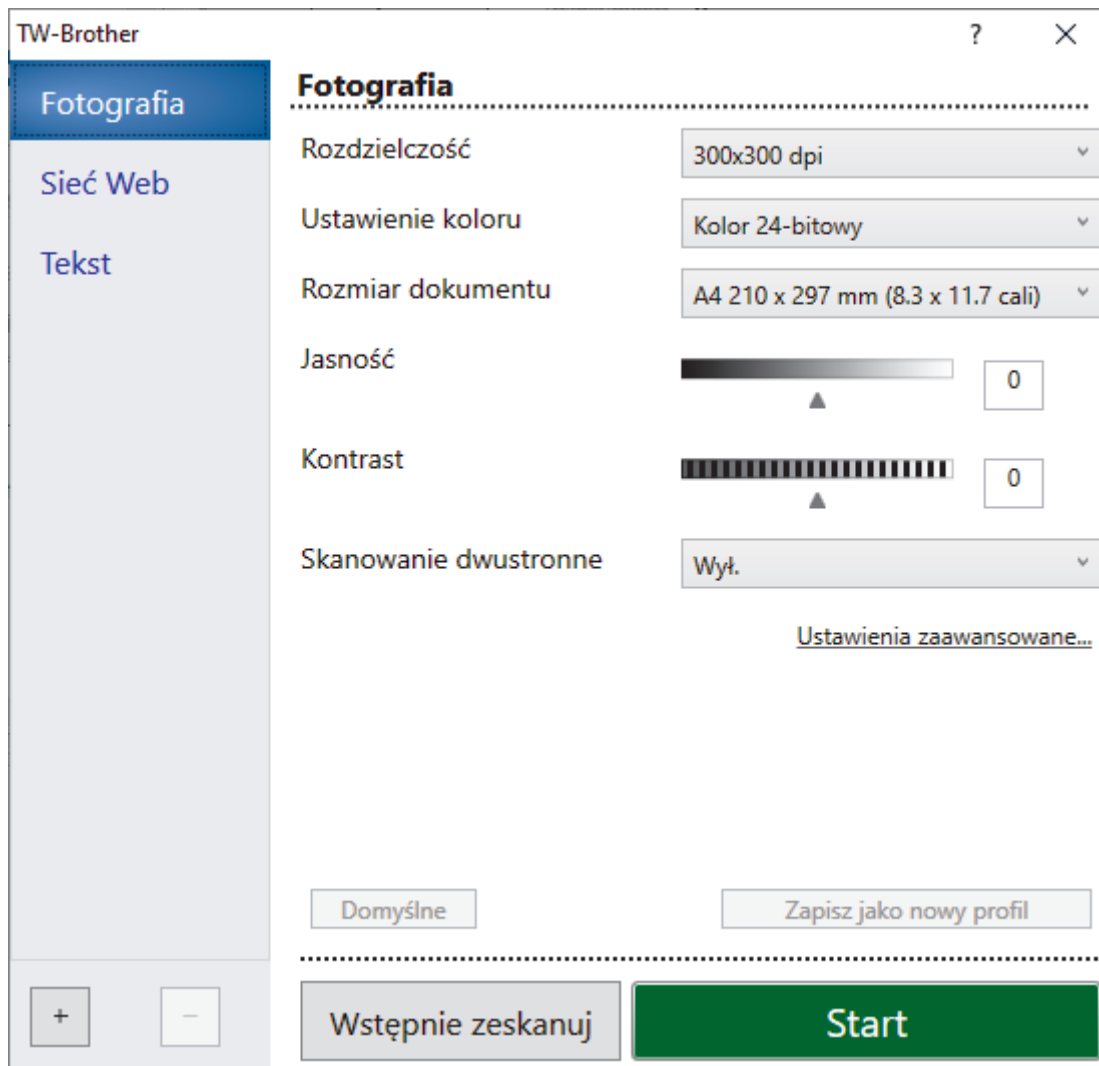 TW-Brother
?
Fotografia
Sieć Web
Tekst
Fotografia
Rozdzielczość
300x300 dpi
Ustawienie koloru
Kolor 24-bitowy
Rozmiar dokumentu
A4 210 x 297 mm (8.3 x 11.7 cali)
Jasność
0
Kontrast
0
Skanowanie dwustronne
Wył.
Ustawienia zaawansowane...
Domyślne
Zapisz jako nowy profil
+
−
Wstępnie zeskanuj
Start